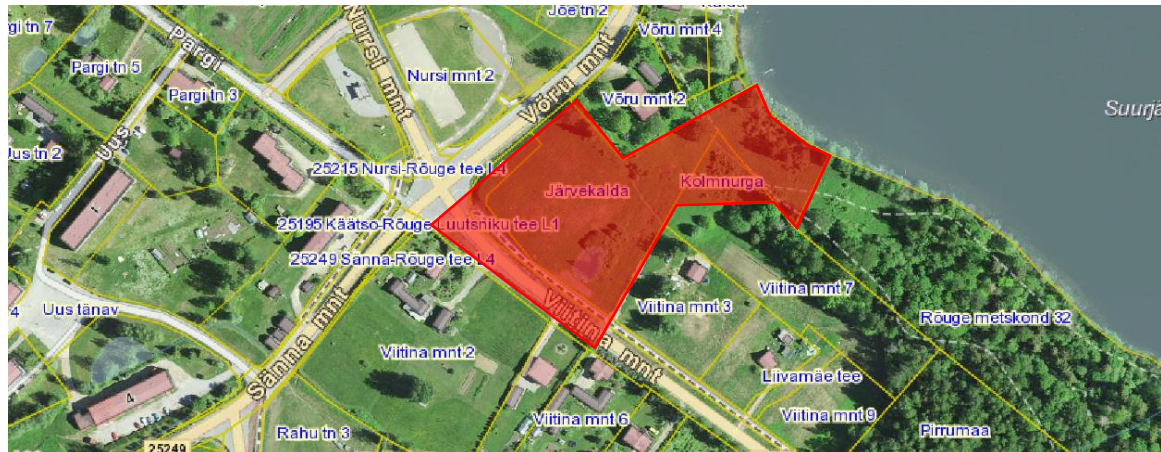 Jõe tn 2
gi tn 7
Võru mnt 4
Pargi
Nursi mnt
Pargi tn 5
Nursi mnt 2
Võru mnt
Pargi tn 3
Võru mnt 2
Suurjä
Uus
Jus tn 2
25215 Nursi-Rõuge tee L4
Järvekalda
Kolmnurga
25195 Käätso-Rõuge-Luutsniku tee L1
25249 Sänna-Rõuge tee L4
Viitina mnt 7
Uus tänav
Viitina mnt 3
4
Viitina mnt
Rõuge metskond 32
Sänna mnt
Viitina mnt 2
Liivamäe tee
4
Viitina mnt 6
Viitina mnt 9
Rahu tn 3
Pirrumaa
25249